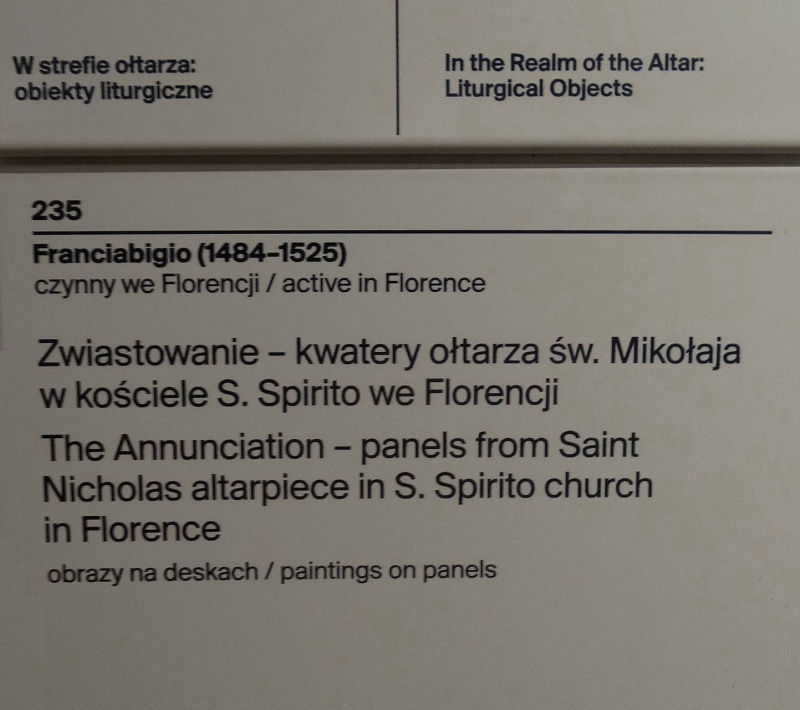 W strefie ołtarza:
obiekty liturgiczne
In the Realm of the Altar:
Liturgical Objects
235
Franciabigio (1484–1525)
czynny we Florencji / active in Florence
Zwiastowanie – kwatery ołtarza św. Mikołaja
w kościele S. Spirito we Florencji
The Annunciation – panels from Saint
Nicholas altarpiece in S. Spirito church
in Florence
obrazy na deskach / paintings on panels